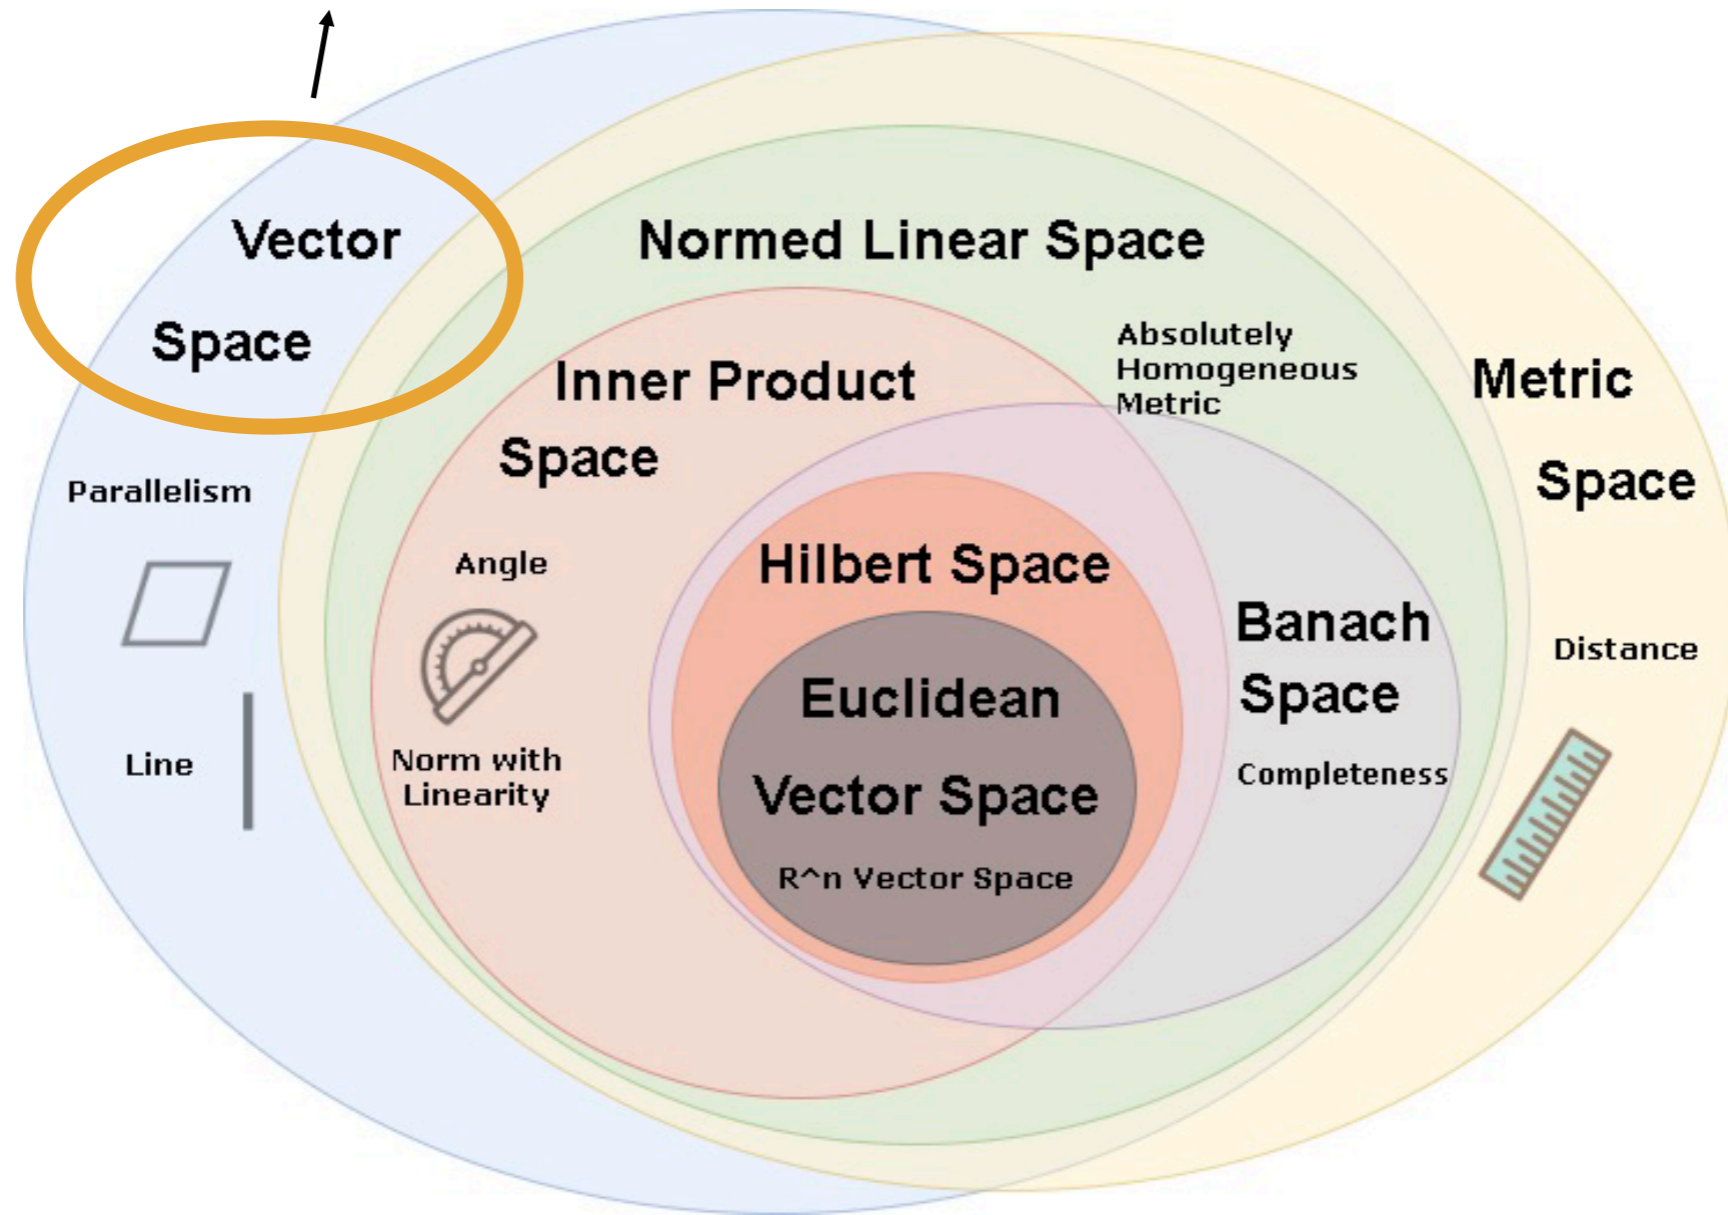 Vector
Space
Parallelism
Line
Normed Linear Space
Absolutely
Homogeneous
Metric
Inner Product
Space
Angle
Norm with
Linearity
Hilbert Space
Euclidean
Vector Space
R^n Vector Space
Banach
Space
Completeness
Metric
Space
Distance